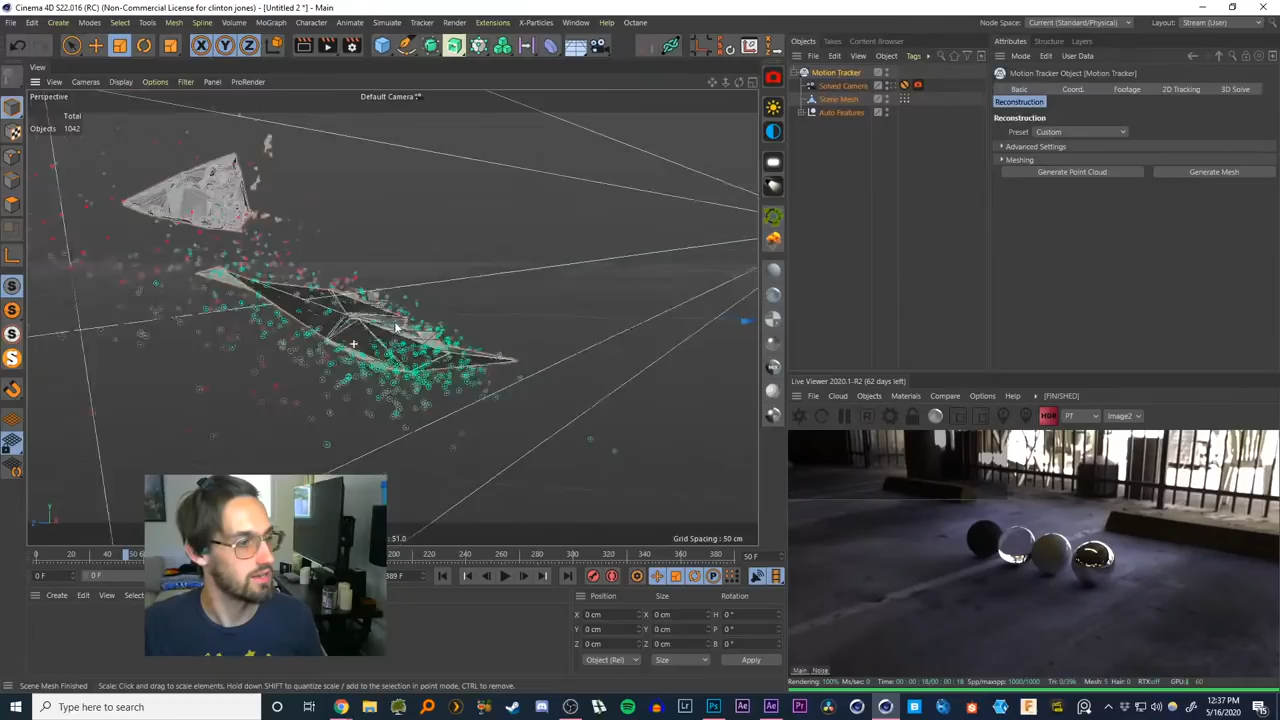 Cinema 4D S22.016 (RC) (Non-Commercial License for clinton jones) - [Untitled 2 *] - Main
File Edit Create Modes Select Tools Mesh Spline Volume MoGraph Character Animate Simulate Tracker Render Extensions X-Particles Window Help Octane
Node Space: Current (Standard/Physical) Layout: Stream (User)
X Y Z
View
View Cameras Display Options Filter Panel ProRender
Perspective
Default Camera
Total
Objects 1042
Grid Spacing : 50 cm
: 51.0
0 20 40 50 6 200 220 240 260 280 300 320 340 360 380 50 F
0 F 0 F 389 F
Create Edit View Select
Position Size Rotation
X 0 cm 0 cm H 0 °
Y 0 cm 0 cm P 0 °
Z 0 cm 0 cm B 0 °
Object (Rel) Size Apply
Scene Mesh Finished Scale: Click and drag to scale elements. Hold down SHIFT to quantize scale / add to the selection in point mode, CTRL to remove.
Objects Takes Content Browser
File Edit View Object Tags
Motion Tracker
Solved Camera
Scene Mesh
Auto Features
Attributes Structure Layers
Mode Edit User Data
Motion Tracker Object [Motion Tracker]
Basic Coord. Footage 2D Tracking 3D Solve
Reconstruction
Reconstruction
Preset Custom
Advanced Settings
Meshing
Generate Point Cloud Generate Mesh
Live Viewer 2020.1-R2 (62 days left)
File Cloud Objects Materials Compare Options Help [FINISHED]
HDR PT Image2
Main Noise
Rendering: 100% Ms/sec: 0 Time: 00 : 00 : 18/00 : 00 : 18 Spp/maxspp: 1000/1000 Tri: 0/39k Mesh: 5 Hair: 0 RTX:off GPU: 60
Type here to search
12:37 PM
5/16/2020